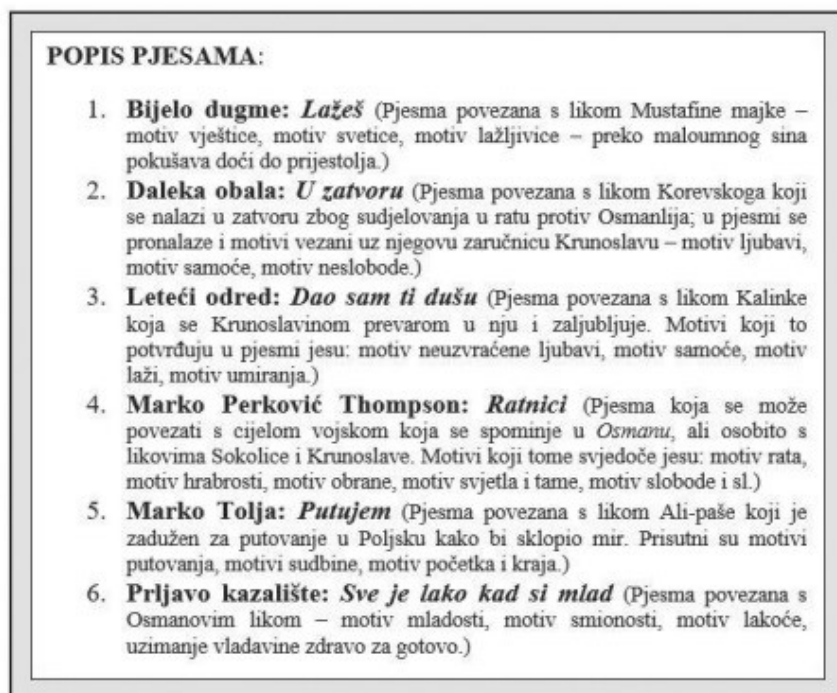 POPIS PJESAMA:
1. Bijelo dugme: Lažeš (Pjesma povezana s likom Mustafine majke –
motiv vještice, motiv svetice, motiv lažljivice – preko maloumnog sina
pokušava doći do prijestolja.)
2. Daleka obala: U zatvoru (Pjesma povezana s likom Korevskoga koji
se nalazi u zatvoru zbog sudjelovanja u ratu protiv Osmanlija; u pjesmi se
pronalaze i motivi vezani uz njegovu zaručnicu Krunoslavu – motiv ljubavi,
motiv samoće, motiv neslobode.)
3. Leteći odred: Dao sam ti dušu (Pjesma povezana s likom Kalinke
koja se Krunoslavinom prevarom u nju i zaljubljuje. Motivi koji to
potvrđuju u pjesmi jesu: motiv neuzvraćene ljubavi, motiv samoće, motiv
laži, motiv umiranja.)
4. Marko Perković Thompson: Ratnici (Pjesma koja se može
povezati s cijelom vojskom koja se spominje u Osmanu, ali osobito s
likovima Sokolice i Krunoslave. Motivi koji tome svjedoče jesu: motiv rata,
motiv hrabrosti, motiv obrane, motiv svjetla i tame, motiv slobode i sl.)
5. Marko Tolja: Putujem (Pjesma povezana s likom Ali-paše koji je
zadužen za putovanje u Poljsku kako bi sklopio mir. Prisutni su motivi
putovanja, motivi sudbine, motiv početka i kraja.)
6. Prljavo kazalište: Sve je lako kad si mlad (Pjesma povezana s
Osmanovim likom – motiv mladosti, motiv smionosti, motiv lakoće,
uzimanje vladavine zdravo za gotovo.)